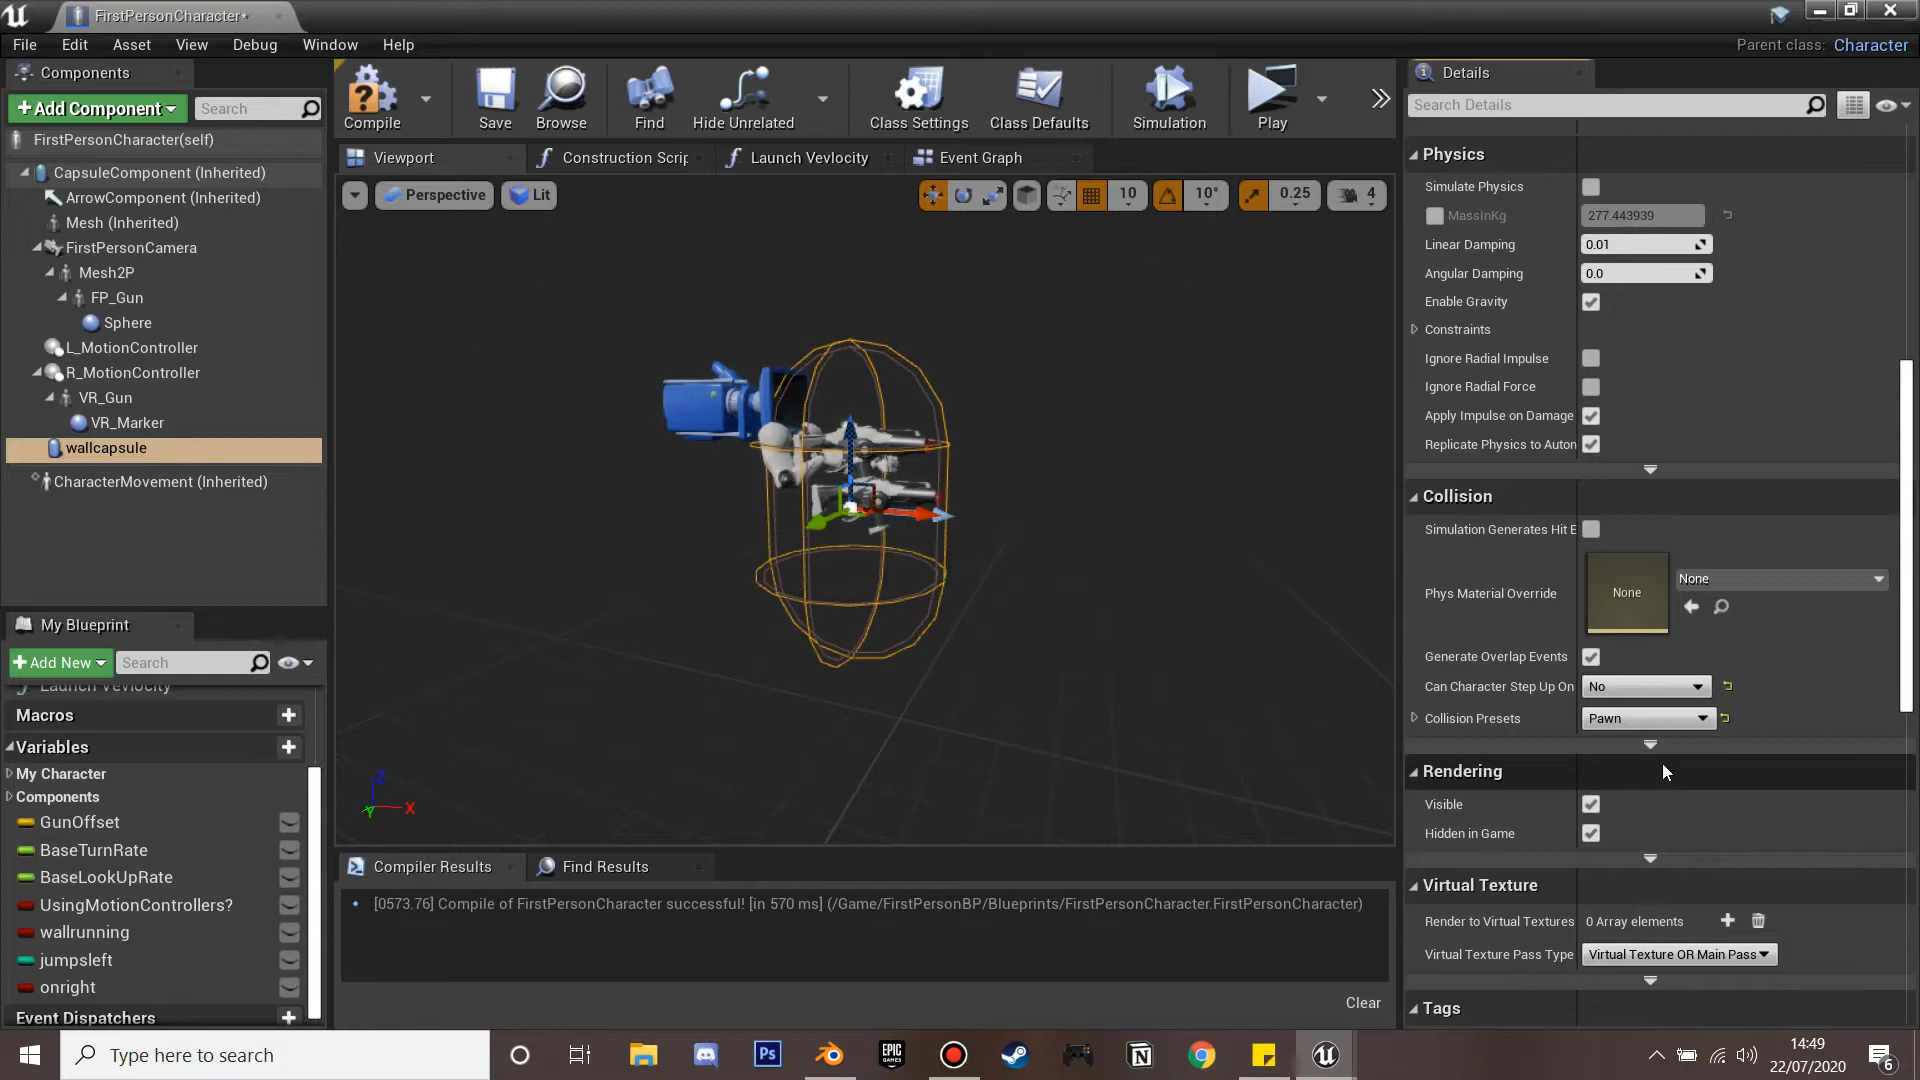 FirstPersonCharacter*
File Edit Asset View Debug Window Help
Parent class: Character
Components
+Add Component
Search
FirstPersonCharacter(self)
CapsuleComponent (Inherited)
ArrowComponent (Inherited)
Mesh (Inherited)
FirstPersonCamera
Mesh2P
FP_Gun
Sphere
L_MotionController
R_MotionController
VR_Gun
VR_Marker
wallcapsule
CharacterMovement (Inherited)
My Blueprint
+Add New
Search
Launch Vevlocity
Macros
Variables
My Character
Components
GunOffset
BaseTurnRate
BaseLookUpRate
UsingMotionControllers?
wallrunning
jumpsleft
onright
Event Dispatchers
Compile
Save
Browse
Find
Hide Unrelated
Class Settings
Class Defaults
Simulation
Play
Viewport
Construction Scrip
Launch Vevlocity
Event Graph
Perspective
Lit
10
10°
0.25
4
Z
X
Y
Compiler Results
Find Results
[0573.76] Compile of FirstPersonCharacter successful! [in 570 ms] (/Game/FirstPersonBP/Blueprints/FirstPersonCharacter.FirstPersonCharacter)
Clear
Details
Search Details
Physics
Simulate Physics
MassInKg 277.443939
Linear Damping 0.01
Angular Damping 0.0
Enable Gravity
Constraints
Ignore Radial Impulse
Ignore Radial Force
Apply Impulse on Damage
Replicate Physics to Auton
Collision
Simulation Generates Hit E
Phys Material Override None None
Generate Overlap Events
Can Character Step Up On No
Collision Presets Pawn
Rendering
Visible
Hidden in Game
Virtual Texture
Render to Virtual Textures 0 Array elements
Virtual Texture Pass Type Virtual Texture OR Main Pass
Tags
Type here to search
Ps
EPIC GAMES
14:49
22/07/2020
6